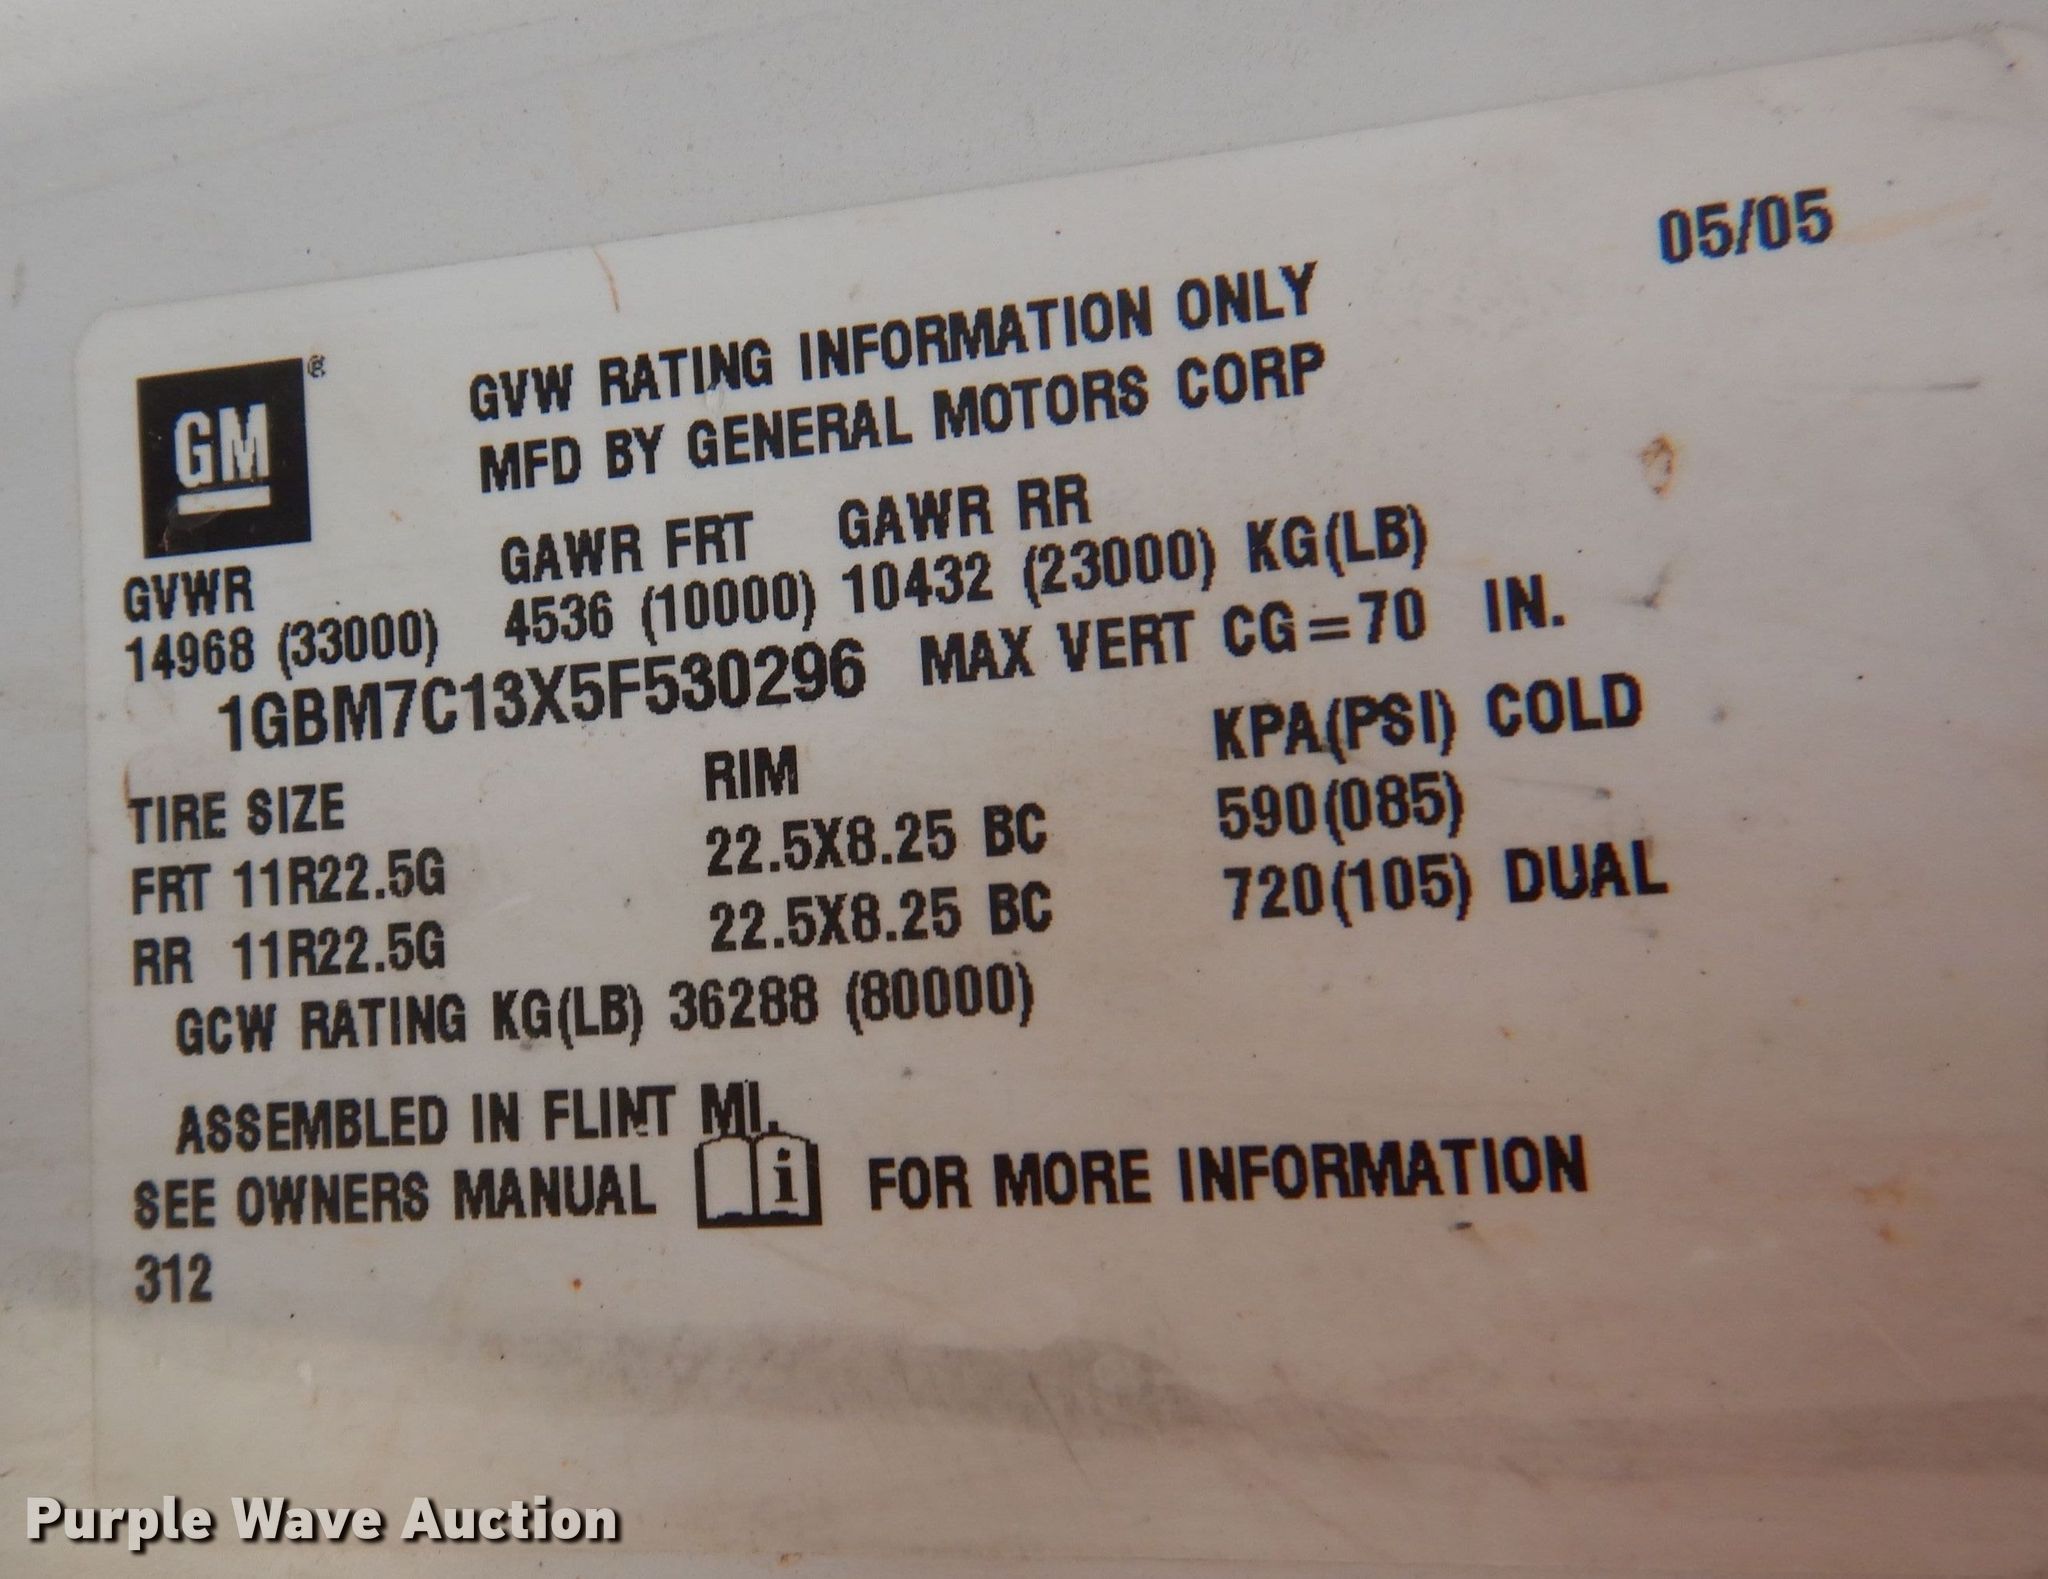 05/05
GM®
GVW RATING INFORMATION ONLY
MFD BY GENERAL MOTORS CORP
GVWR GAWR FRT GAWR RR
14968 (33000) 4536 (10000) 10432 (23000) KG(LB)
1GBM7C13X5F530296 MAX VERT CG=70 IN.
TIRE SIZE RIM KPA(PSI) COLD
FRT 11R22.5G 22.5X8.25 BC 590(085)
RR 11R22.5G 22.5X8.25 BC 720(105) DUAL
GCW RATING KG(LB) 36288 (80000)
ASSEMBLED IN FLINT MI.
SEE OWNERS MANUAL i FOR MORE INFORMATION
312
Purple Wave Auction